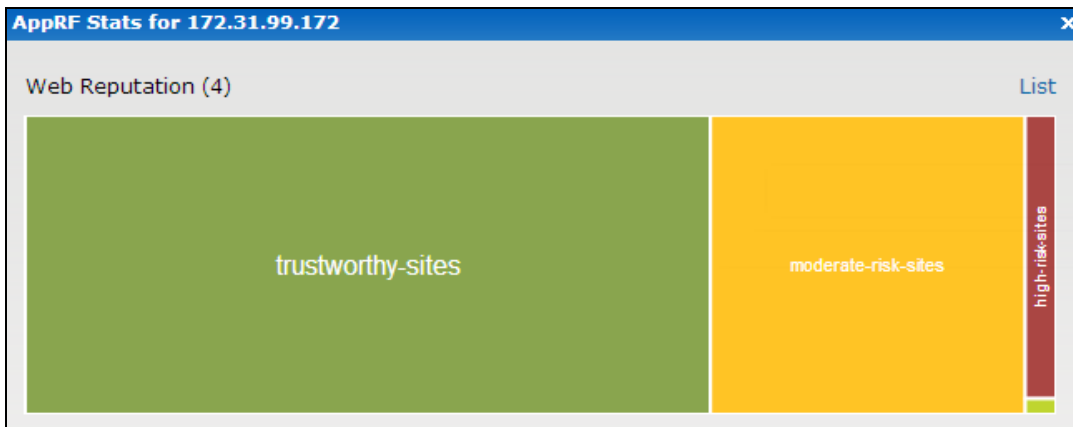 AppRF Stats for 172.31.99.172 x
Web Reputation (4) List
trustworthy-sites
moderate-risk-sites
high-risk-sites